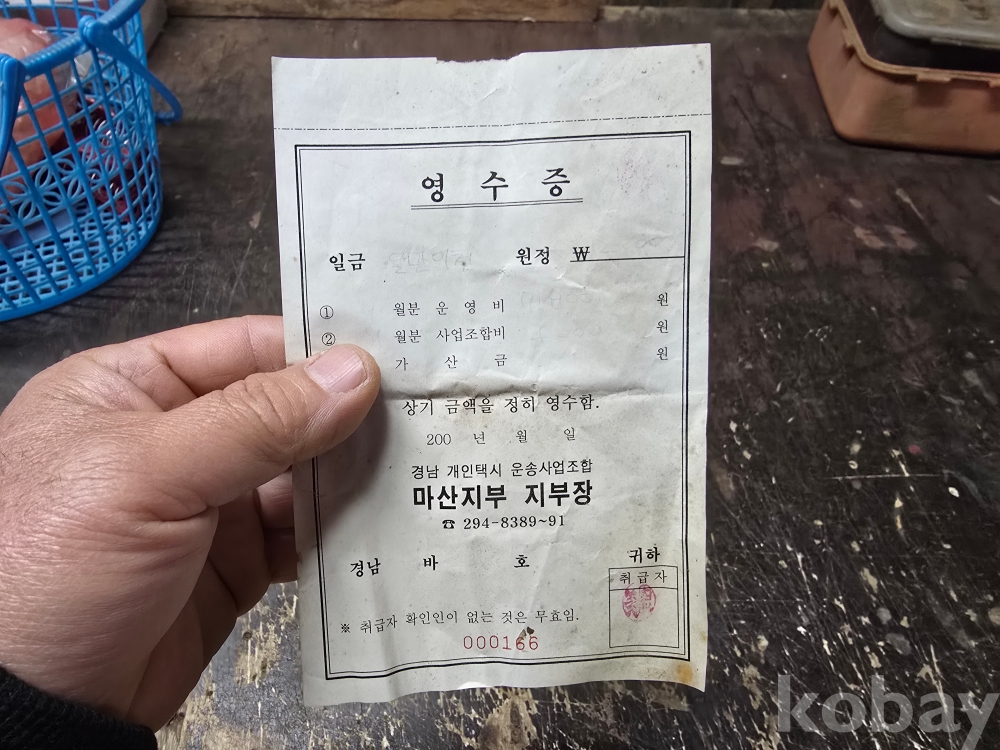 영 수 증
일금 원정 ₩
① 월분 운 영 비 원
② 월분 사업조합비 원
가 산 금 원
상기 금액을 정히 영수함.
200 년 월 일
경남 개인택시 운송사업조합
마산지부 지부장
☎ 294-8389~91
경남 바 호 귀하
취 급 자
※ 취급자 확인인이 없는 것은 무효임.
000166
kobay